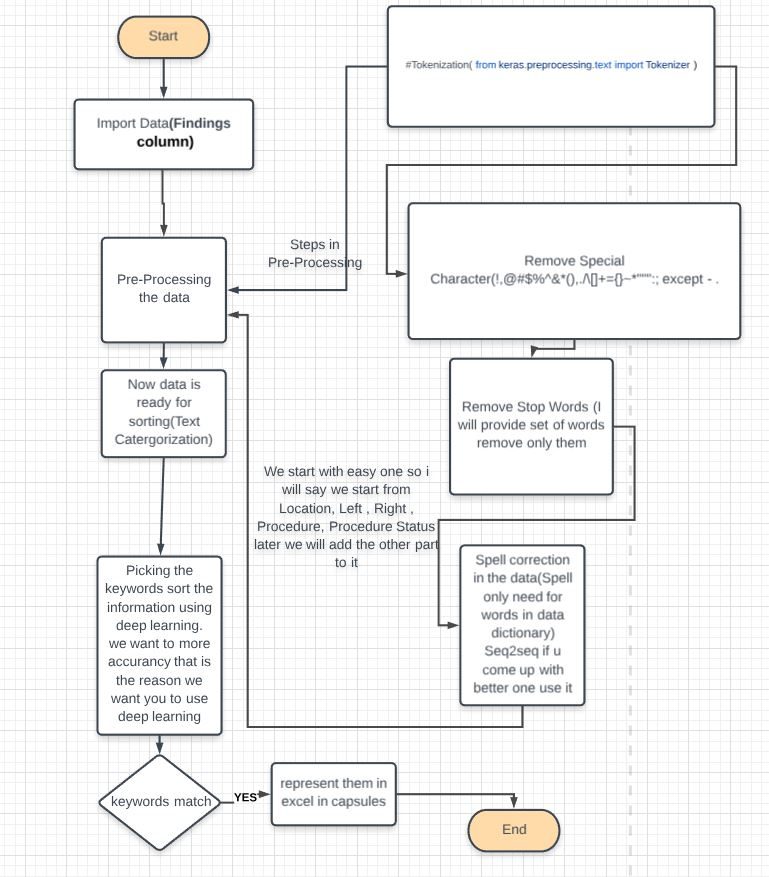 Start
#Tokenization( from keras.preprocessing.text import Tokenizer )
Import Data(Findings
column)
Steps in
Pre-Processing
Pre-Processing
the data
Remove Special
Character(!,@#$%^&*(),./\[]+={}~*"""":; except - .
Now data is
ready for
sorting(Text
Catergorization)
Remove Stop Words (I
will provide set of words
remove only them
We start with easy one so i
will say we start from
Location, Left , Right ,
Procedure, Procedure Status
later we will add the other part
to it
Spell correction
in the data(Spell
only need for
words in data
dictionary)
Seq2seq if u
come up with
better one use it
Picking the
keywords sort the
information using
deep learning.
we want to more
accurancy that is
the reason we
want you to use
deep learning
keywords match
YES
represent them in
excel in capsules
End